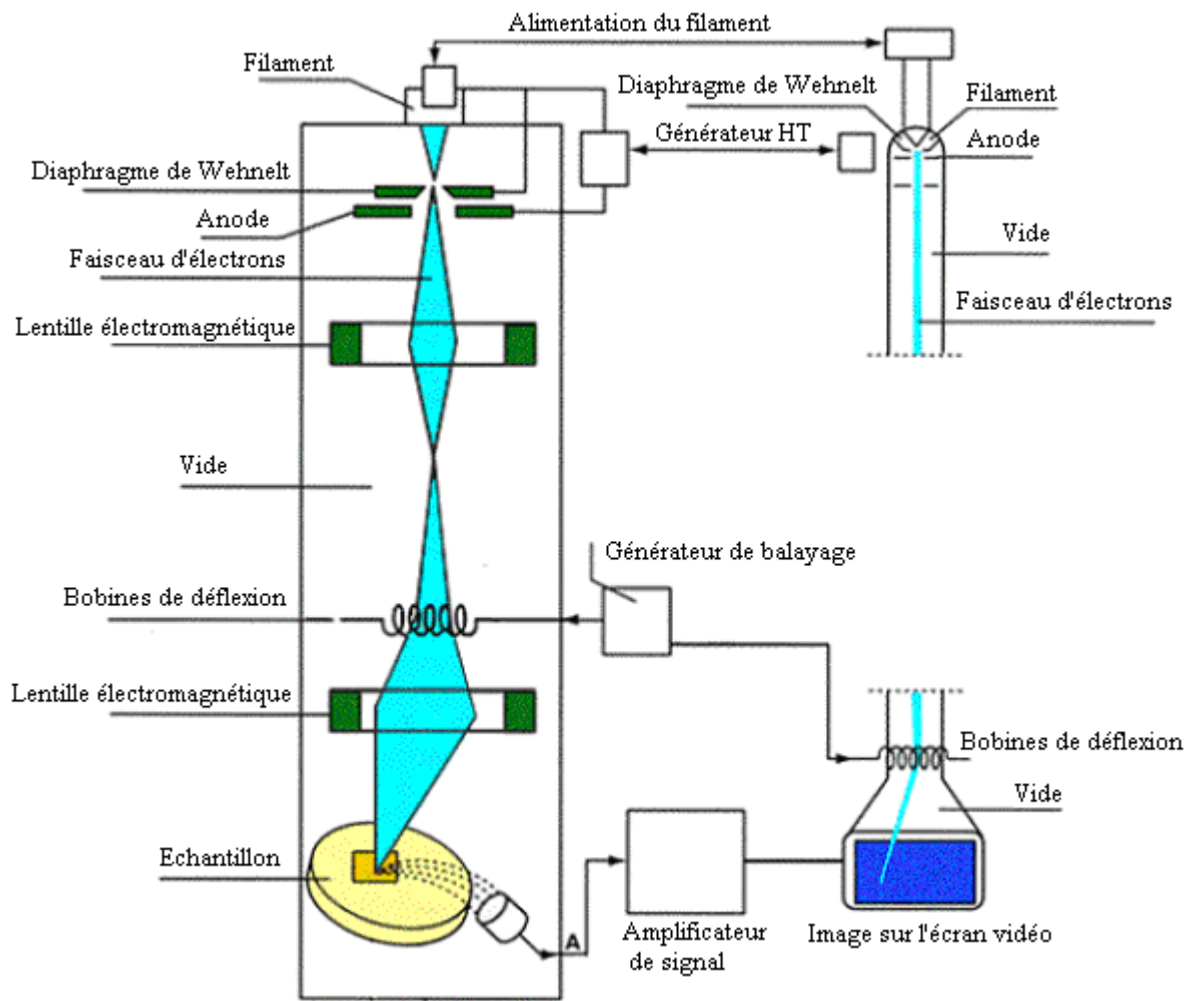 Alimentation du filament
Filament
Diaphragme de Wehnelt
Filament
Générateur HT
Anode
Diaphragme de Wehnelt
Anode
Vide
Faisceau d'électrons
Faisceau d'électrons
Lentille électromagnétique
Vide
Générateur de balayage
Bobines de déflexion
Lentille électromagnétique
Bobines de déflexion
Vide
Echantillon
A
Amplificateur
de signal
Image sur l'écran vidéo